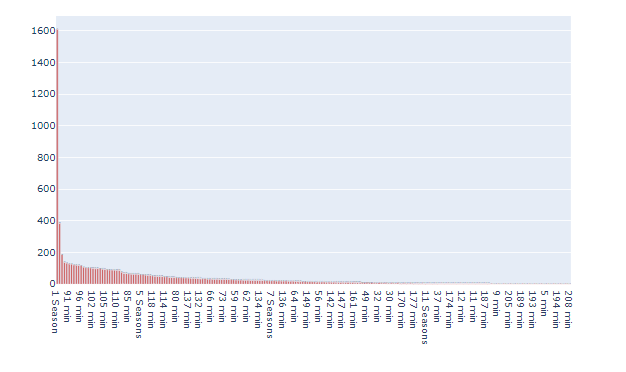 1600
1400
1200
1000
800
600
400
200
0
1 Season
91 min
96 min
102 min
105 min
110 min
85 min
5 Seasons
118 min
114 min
80 min
137 min
132 min
66 min
73 min
59 min
62 min
134 min
7 Seasons
136 min
64 min
149 min
56 min
142 min
147 min
161 min
49 min
32 min
30 min
170 min
177 min
11 Seasons
37 min
174 min
12 min
11 min
187 min
9 min
205 min
189 min
193 min
5 min
194 min
208 min